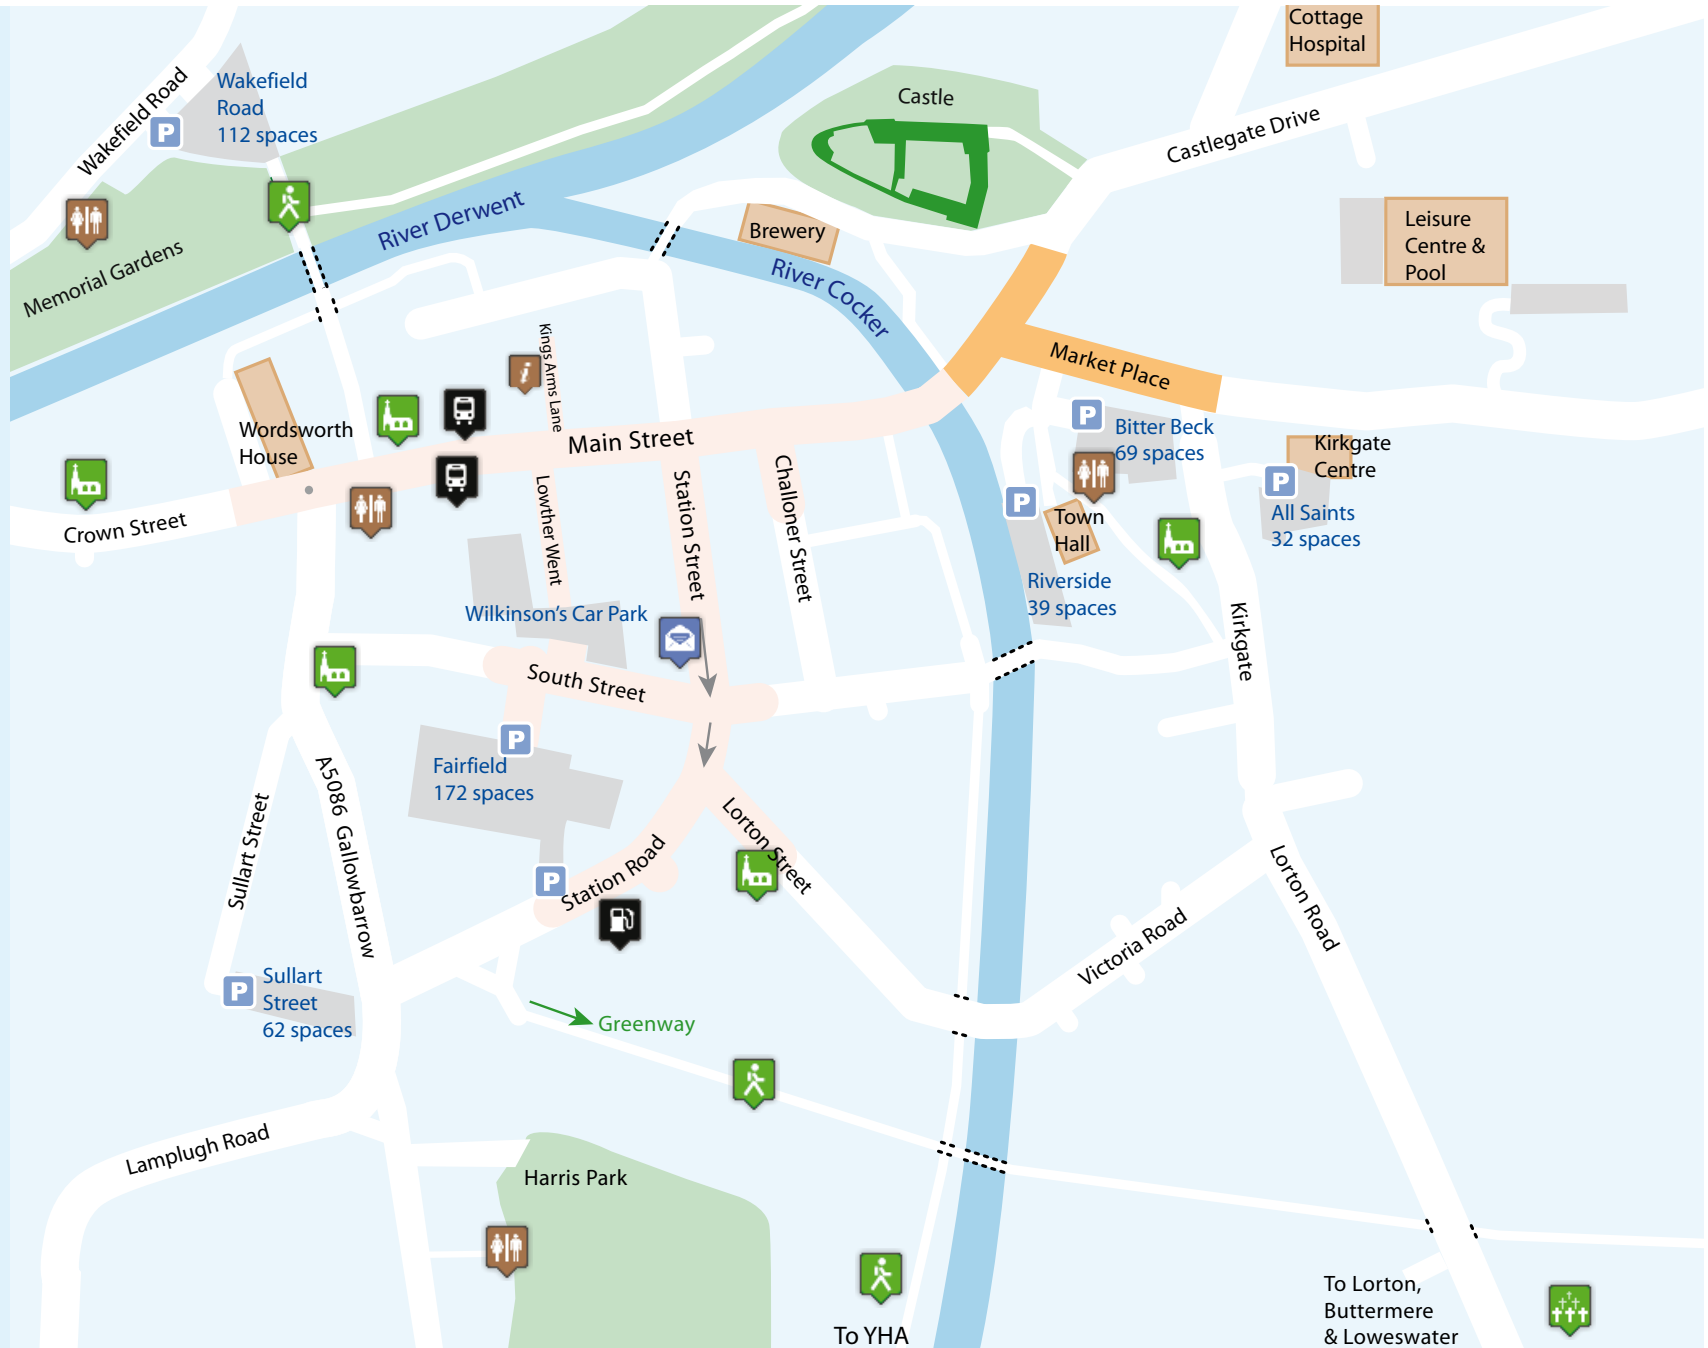 Cottage
Hospital
Wakefield
Road
112 spaces
Wakefield Road
P
Castle
Castlegate Drive
River Derwent
Memorial Gardens
Brewery
Leisure
Centre &
Pool
River Cocker
Kings Arms Lane
i
Market Place
Wordsworth
House
Main Street
P
Bitter Beck
69 spaces
Kirkgate
Centre
P
All Saints
32 spaces
Crown Street
Lowther Went
Station Street
Challoner Street
P
Town
Hall
Riverside
39 spaces
Wilkinson's Car Park
Kirkgate
South Street
P
Fairfield
172 spaces
A5086 Gallowbarrow
Sullart Street
Lorton Street
P
Station Road
Lorton Road
Victoria Road
P
Sullart
Street
62 spaces
Greenway
Lamplugh Road
Harris Park
To YHA
To Lorton,
Buttermere
& Loweswater